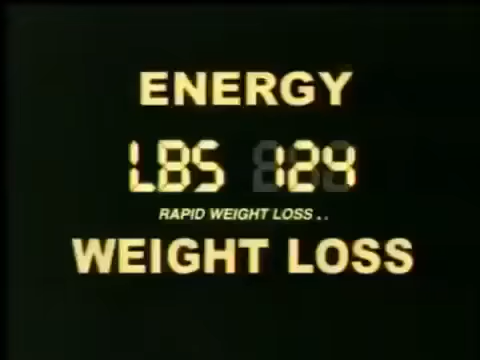 ENERGY
LBS 124
RAPID WEIGHT LOSS . .
WEIGHT LOSS